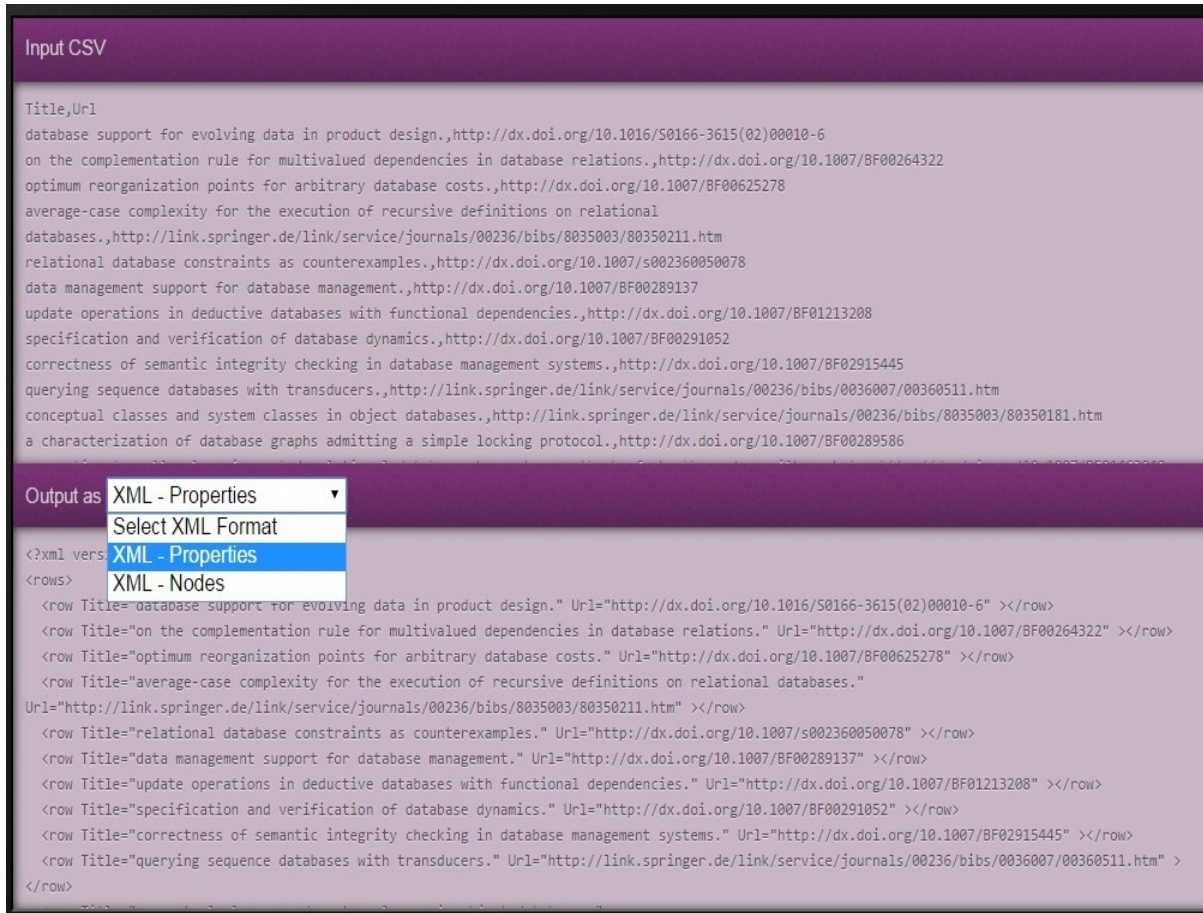 Input CSV
Title,Url
database support for evolving data in product design.,http://dx.doi.org/10.1016/S0166-3615(02)00010-6
on the complementation rule for multivalued dependencies in database relations.,http://dx.doi.org/10.1007/BF00264322
optimum reorganization points for arbitrary database costs.,http://dx.doi.org/10.1007/BF00625278
average-case complexity for the execution of recursive definitions on relational
databases.,http://link.springer.de/link/service/journals/00236/bibs/8035003/80350211.htm
relational database constraints as counterexamples.,http://dx.doi.org/10.1007/s002360050078
data management support for database management.,http://dx.doi.org/10.1007/BF00289137
update operations in deductive databases with functional dependencies.,http://dx.doi.org/10.1007/BF01213208
specification and verification of database dynamics.,http://dx.doi.org/10.1007/BF00291052
correctness of semantic integrity checking in database management systems.,http://dx.doi.org/10.1007/BF02915445
querying sequence databases with transducers.,http://link.springer.de/link/service/journals/00236/bibs/0036007/00360511.htm
conceptual classes and system classes in object databases.,http://link.springer.de/link/service/journals/00236/bibs/8035003/80350181.htm
a characterization of database graphs admitting a simple locking protocol.,http://dx.doi.org/10.1007/BF00289586
Output as XML - Properties
Select XML Format
<?xml vers XML - Properties
<rows>
XML - Nodes
<row Title="database support for evolving data in product design." Url="http://dx.doi.org/10.1016/S0166-3615(02)00010-6" ></row>
<row Title="on the complementation rule for multivalued dependencies in database relations." Url="http://dx.doi.org/10.1007/BF00264322" ></row>
<row Title="optimum reorganization points for arbitrary database costs." Url="http://dx.doi.org/10.1007/BF00625278" ></row>
<row Title="average-case complexity for the execution of recursive definitions on relational databases."
Url="http://link.springer.de/link/service/journals/00236/bibs/8035003/80350211.htm" ></row>
<row Title="relational database constraints as counterexamples." Url="http://dx.doi.org/10.1007/s002360050078" ></row>
<row Title="data management support for database management." Url="http://dx.doi.org/10.1007/BF00289137" ></row>
<row Title="update operations in deductive databases with functional dependencies." Url="http://dx.doi.org/10.1007/BF01213208" ></row>
<row Title="specification and verification of database dynamics." Url="http://dx.doi.org/10.1007/BF00291052" ></row>
<row Title="correctness of semantic integrity checking in database management systems." Url="http://dx.doi.org/10.1007/BF02915445" ></row>
<row Title="querying sequence databases with transducers." Url="http://link.springer.de/link/service/journals/00236/bibs/0036007/00360511.htm" >
</row>